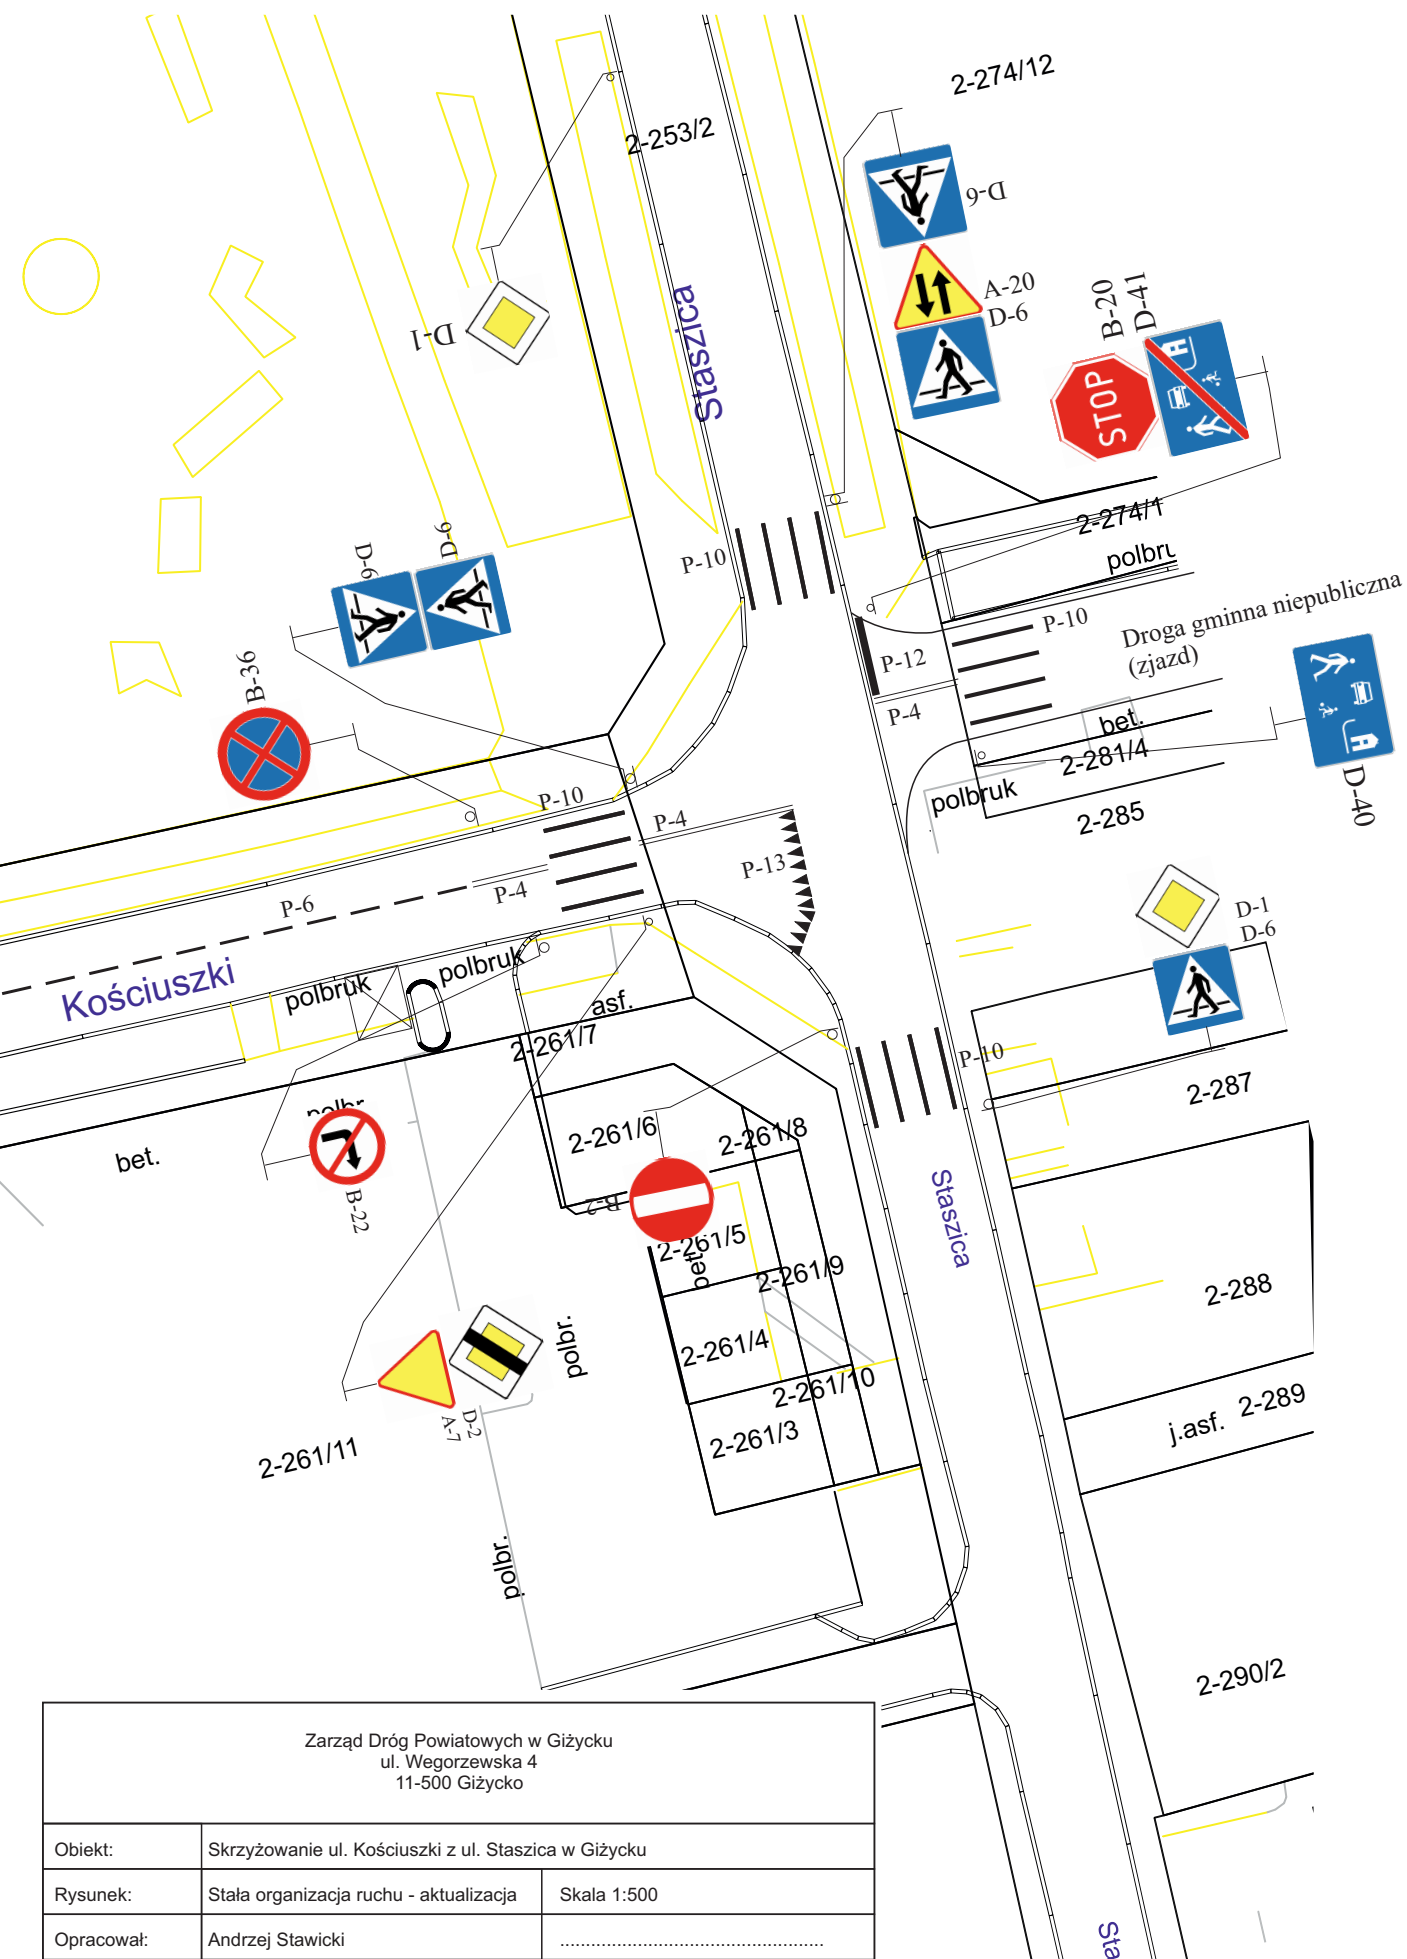 2-274/12
2-253/2
D-6
A-20
D-6
B-20
D-41
STOP
D-1
Staszica
2-274/1
polbru
D-6
D-6
P-10
P-10
Droga gminna niepubliczna
(zjazd)
P-12
P-4
B-36
bet.
2-281/4
D-40
polbruk
2-285
P-10
P-4
P-13
P-4
P-6
D-1
D-6
Kościuszki
polbruk
polbruk
asf.
2-261/7
P-10
2-287
polbr
bet.
B-22
2-261/6
2-261/8
B-2
2-261/5
bet.
2-261/9
Staszica
2-288
2-261/4
polbr.
2-261/10
D-2
A-7
2-261/3
2-261/11
j.asf.
2-289
polbr.
2-290/2
Sta
Zarząd Dróg Powiatowych w Giżycku
ul. Wegorzewska 4
11-500 Giżycko
Obiekt:
Skrzyżowanie ul. Kościuszki z ul. Staszica w Giżycku
Rysunek:
Stała organizacja ruchu - aktualizacja
Skala 1:500
Opracował:
Andrzej Stawicki
...................................................